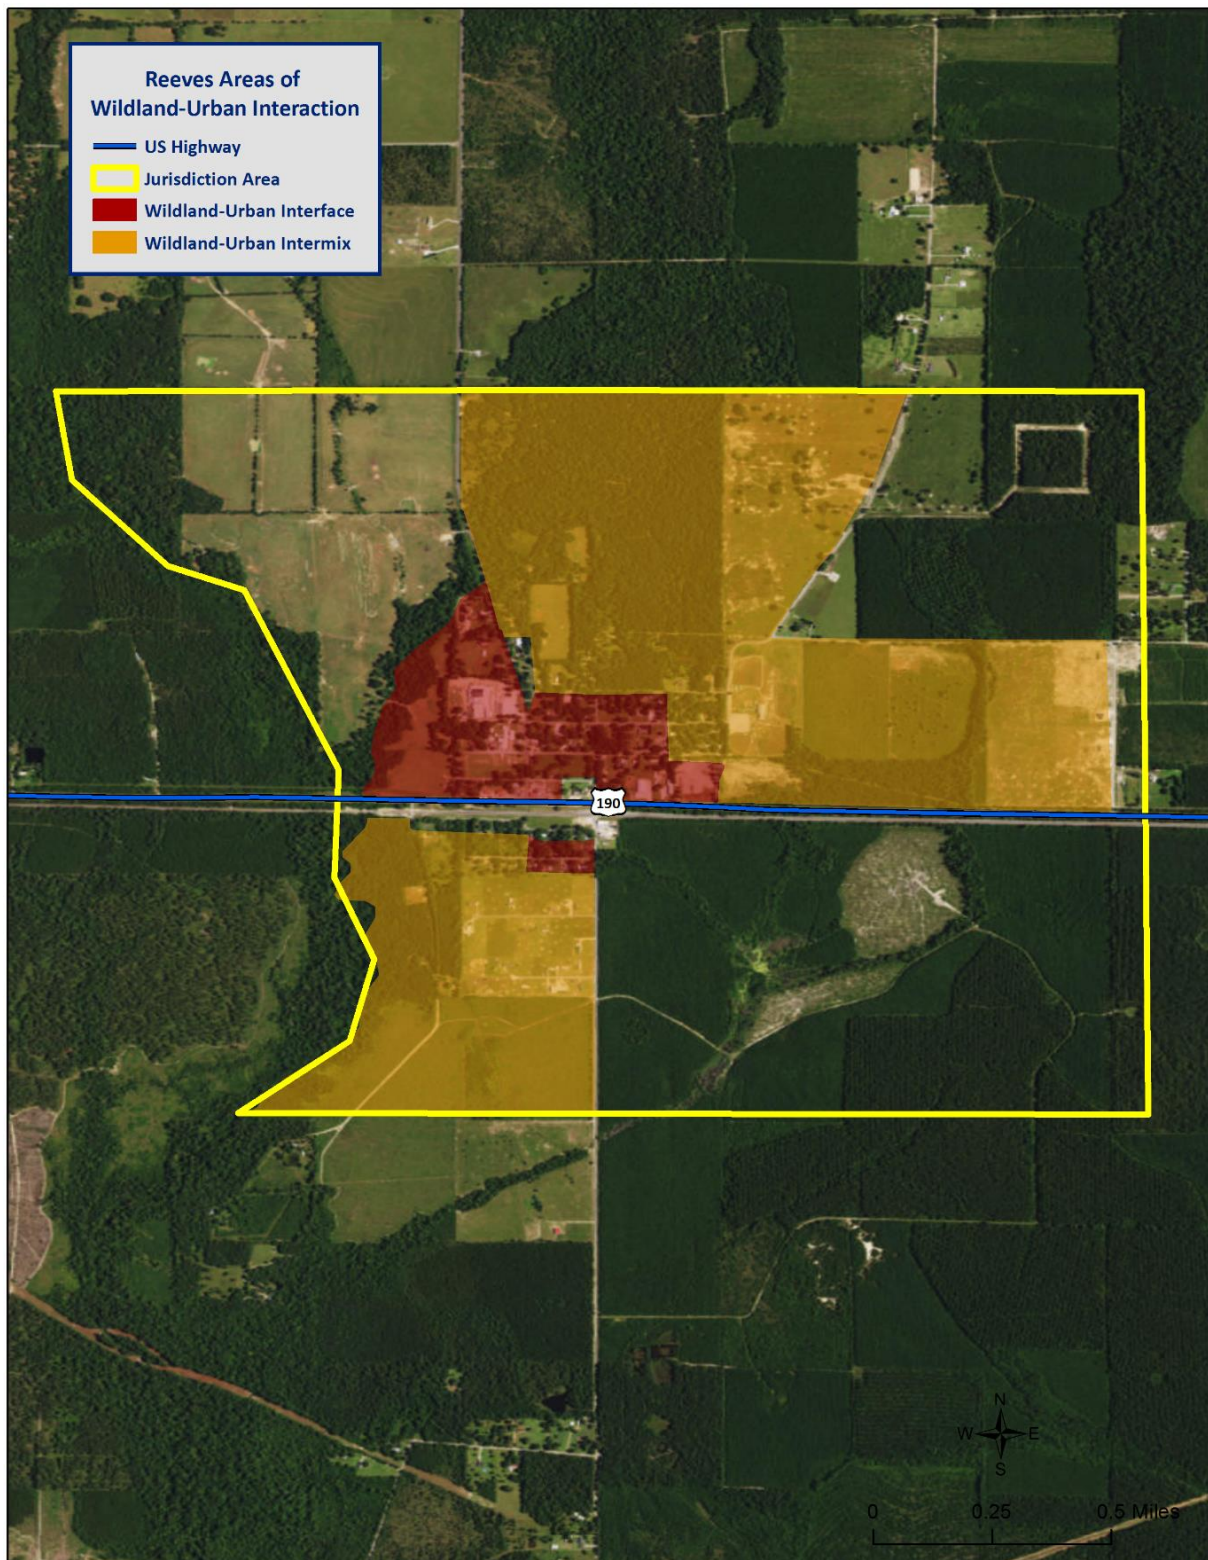 Reeves Areas of
Wildland-Urban Interaction
US Highway
Jurisdiction Area
Wildland-Urban Interface
Wildland-Urban Intermix
190
N
W E
S
0 0.25 0.5 Miles